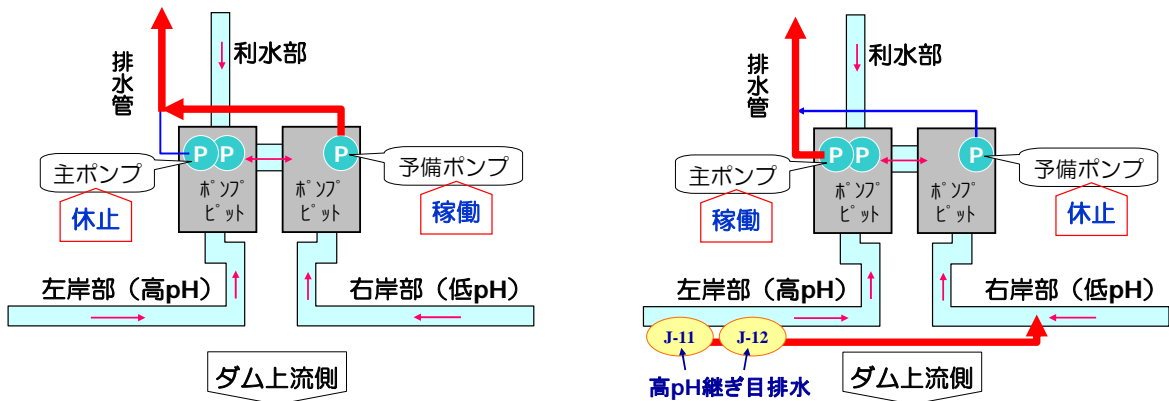 利水部
排水管
P
P
P
主ポンプ
予備ポンプ
ﾎﾟﾝﾌﾟ
ﾋﾟｯﾄ
ﾎﾟﾝﾌﾟ
ﾋﾟｯﾄ
休止
稼働
左岸部（高pH）
右岸部（低pH）
ダム上流側
利水部
排水管
P
P
P
主ポンプ
予備ポンプ
ﾎﾟﾝﾌﾟ
ﾋﾟｯﾄ
ﾎﾟﾝﾌﾟ
ﾋﾟｯﾄ
稼働
休止
左岸部（高pH）
右岸部（低pH）
J-11
J-12
高pH継ぎ目排水
ダム上流側